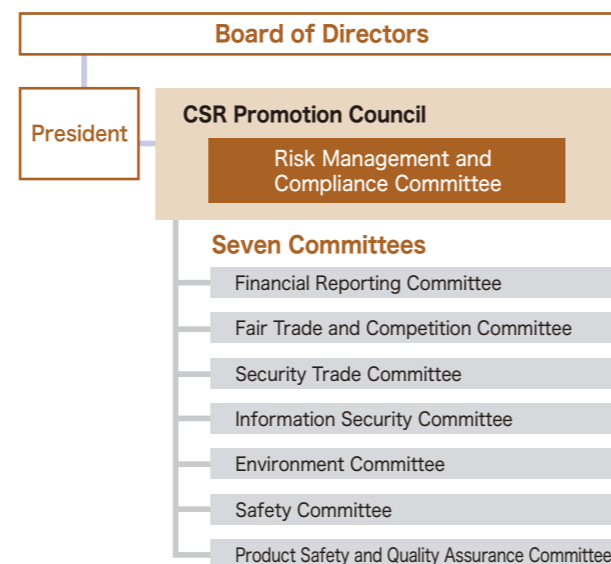 Board of Directors
President
CSR Promotion Council
Risk Management and
Compliance Committee
Seven Committees
Financial Reporting Committee
Fair Trade and Competition Committee
Security Trade Committee
Information Security Committee
Environment Committee
Safety Committee
Product Safety and Quality Assurance Committee